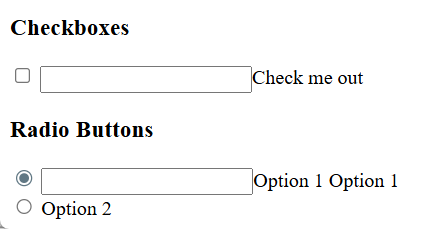 Checkboxes
Check me out
Radio Buttons
Option 1 Option 1
Option 2